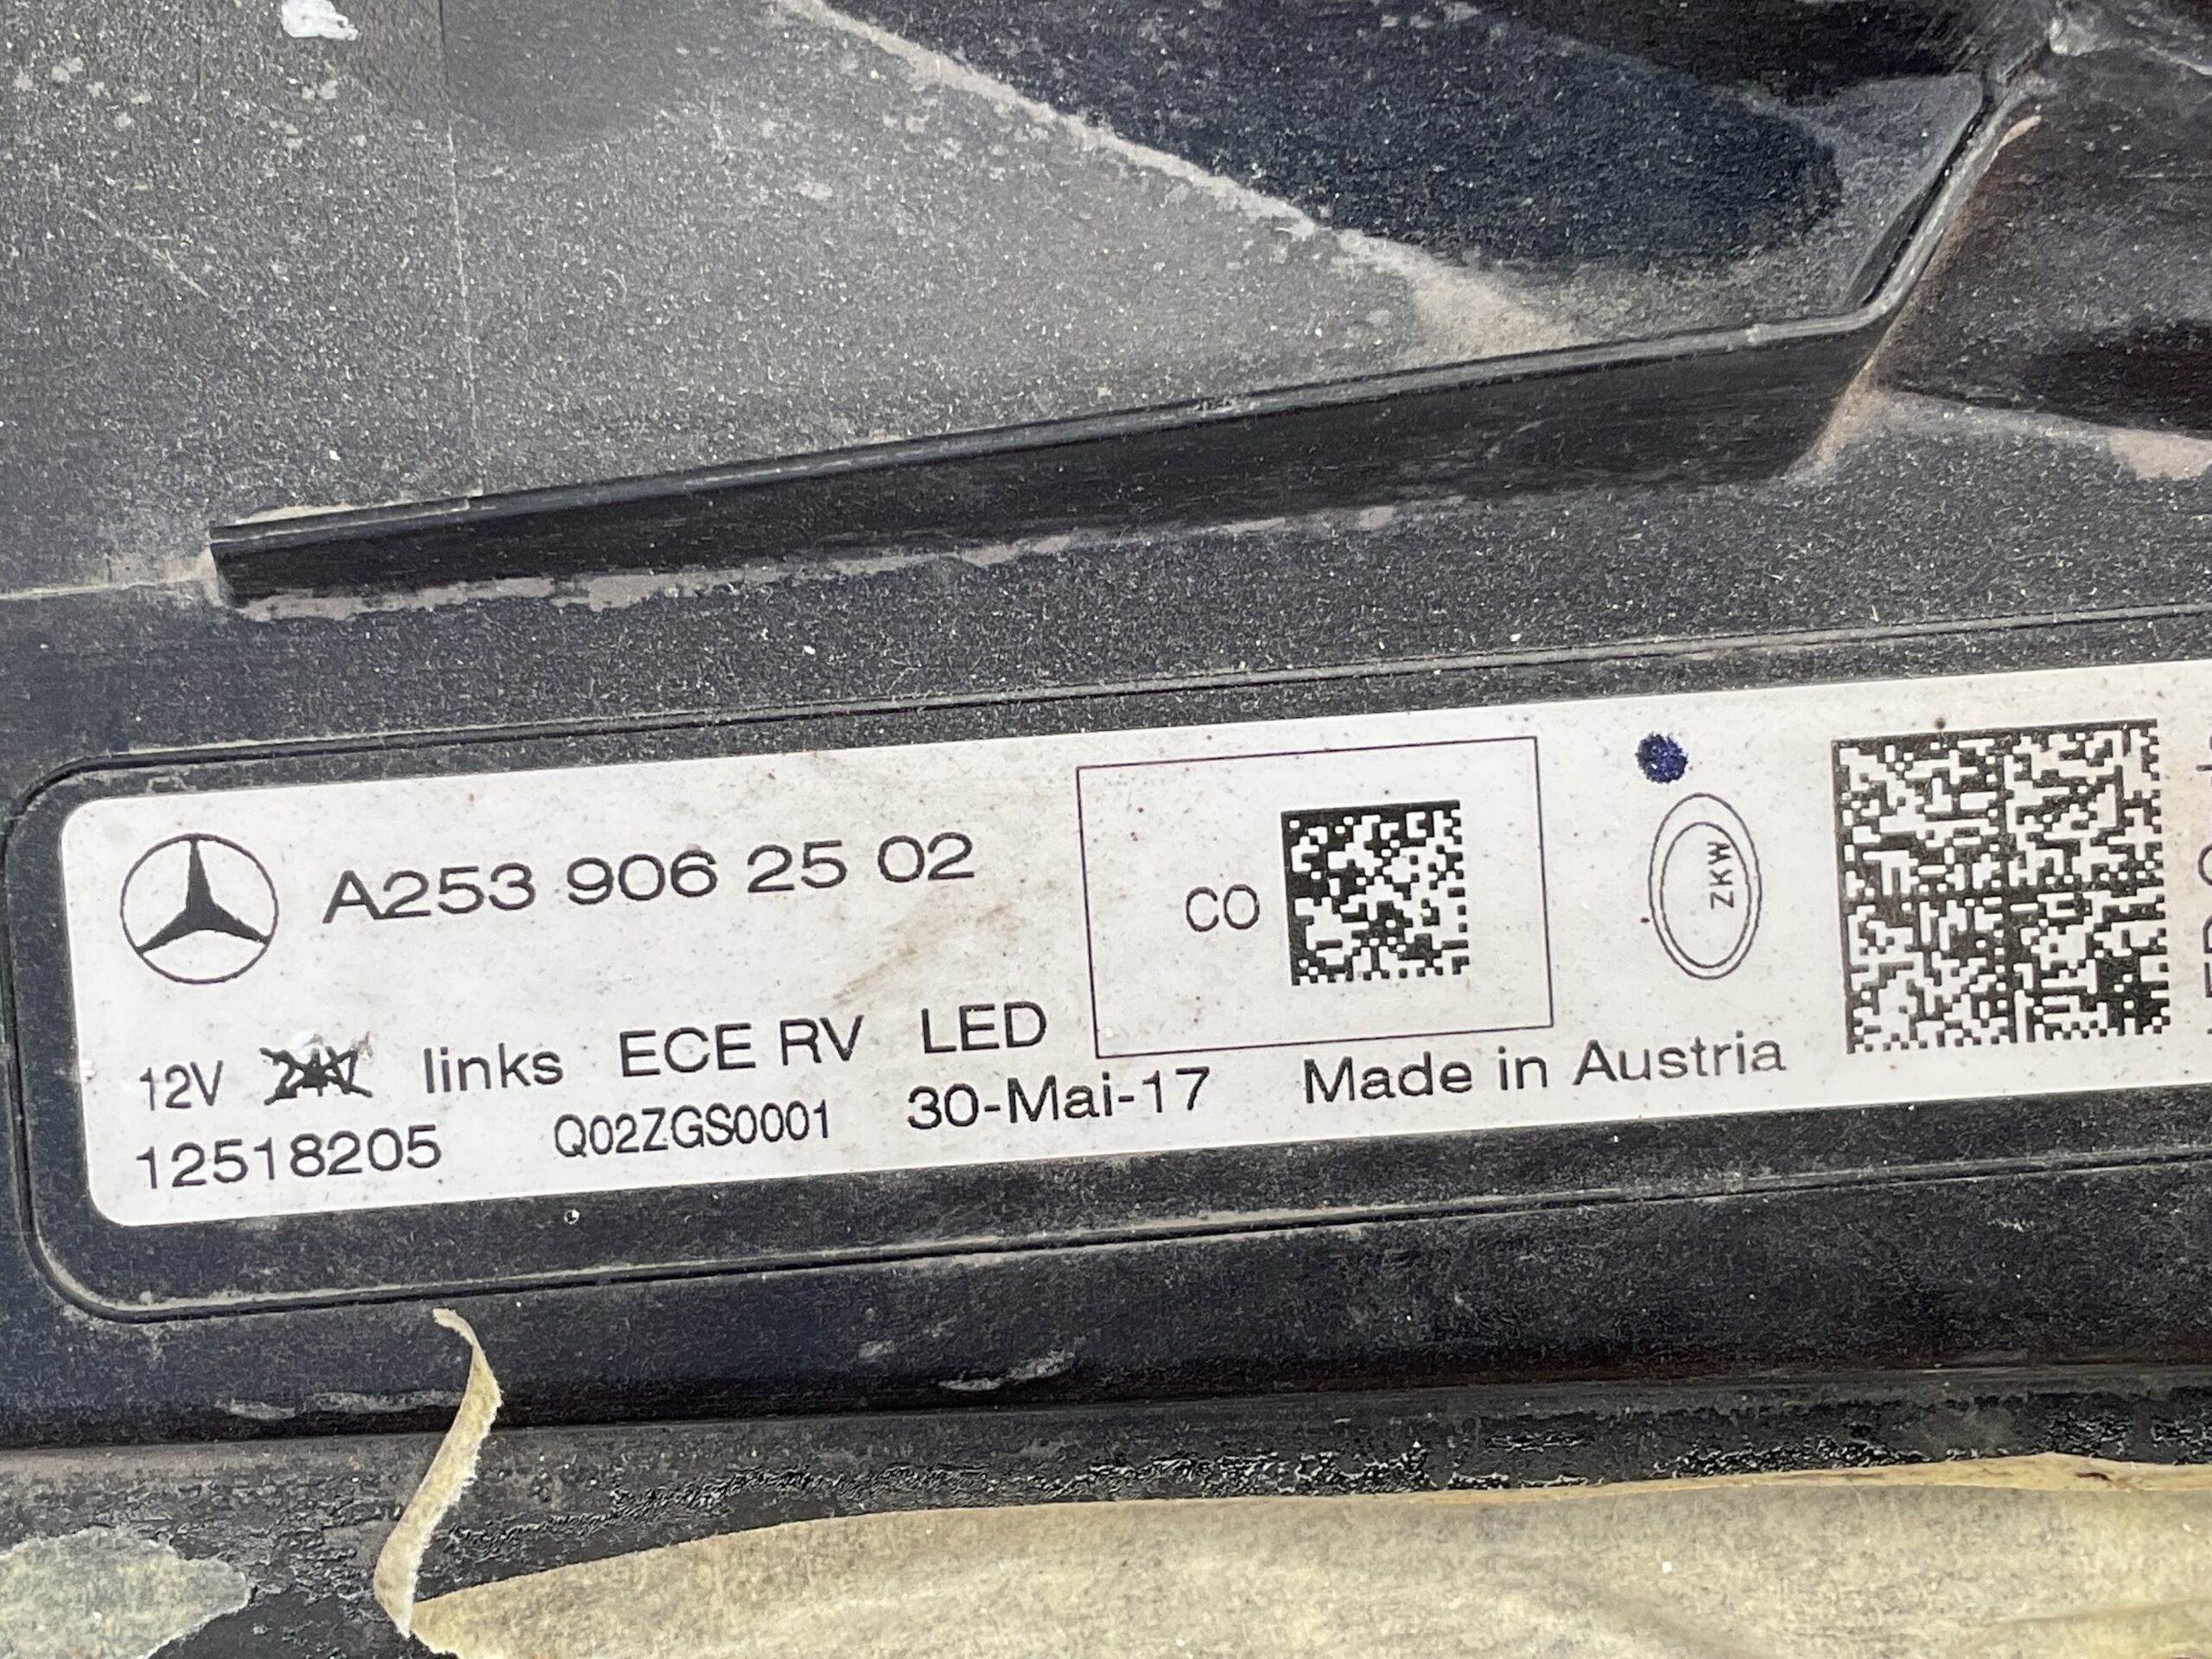 A253 906 25 02
CO
ZKW
12V 24V links ECE RV LED
12518205 Q02ZGS0001 30-Mai-17 Made in Austria